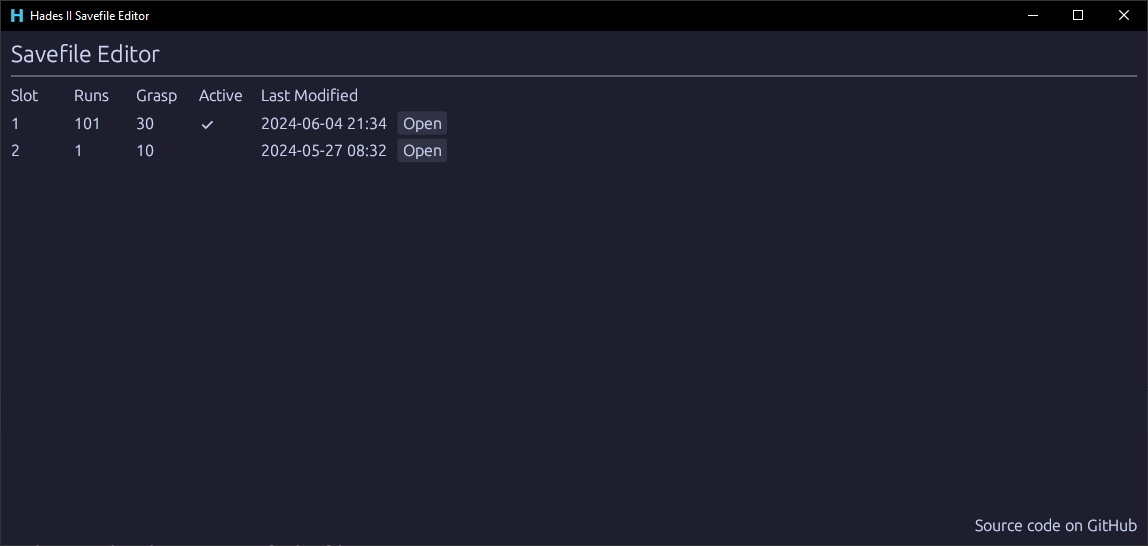 H Hades II Savefile Editor
Savefile Editor
Slot Runs Grasp Active Last Modified
1 101 30 ✓ 2024-06-04 21:34 Open
2 1 10 2024-05-27 08:32 Open
Source code on GitHub